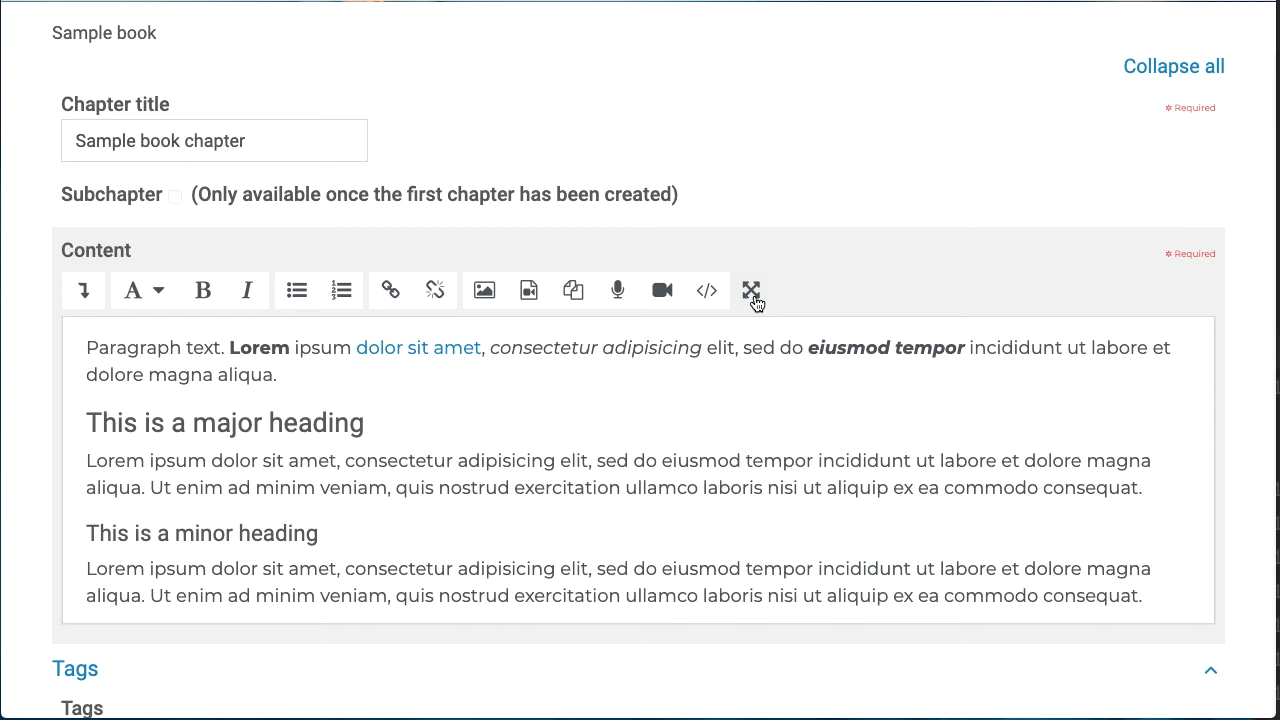 Sample book
Collapse all
Chapter title
✲ Required
Sample book chapter
Subchapter (Only available once the first chapter has been created)
Content
✲ Required
A B I
Paragraph text. Lorem ipsum dolor sit amet, consectetur adipisicing elit, sed do eiusmod tempor incididunt ut labore et
dolore magna aliqua.
This is a major heading
Lorem ipsum dolor sit amet, consectetur adipisicing elit, sed do eiusmod tempor incididunt ut labore et dolore magna
aliqua. Ut enim ad minim veniam, quis nostrud exercitation ullamco laboris nisi ut aliquip ex ea commodo consequat.
This is a minor heading
Lorem ipsum dolor sit amet, consectetur adipisicing elit, sed do eiusmod tempor incididunt ut labore et dolore magna
aliqua. Ut enim ad minim veniam, quis nostrud exercitation ullamco laboris nisi ut aliquip ex ea commodo consequat.
Tags
Tags